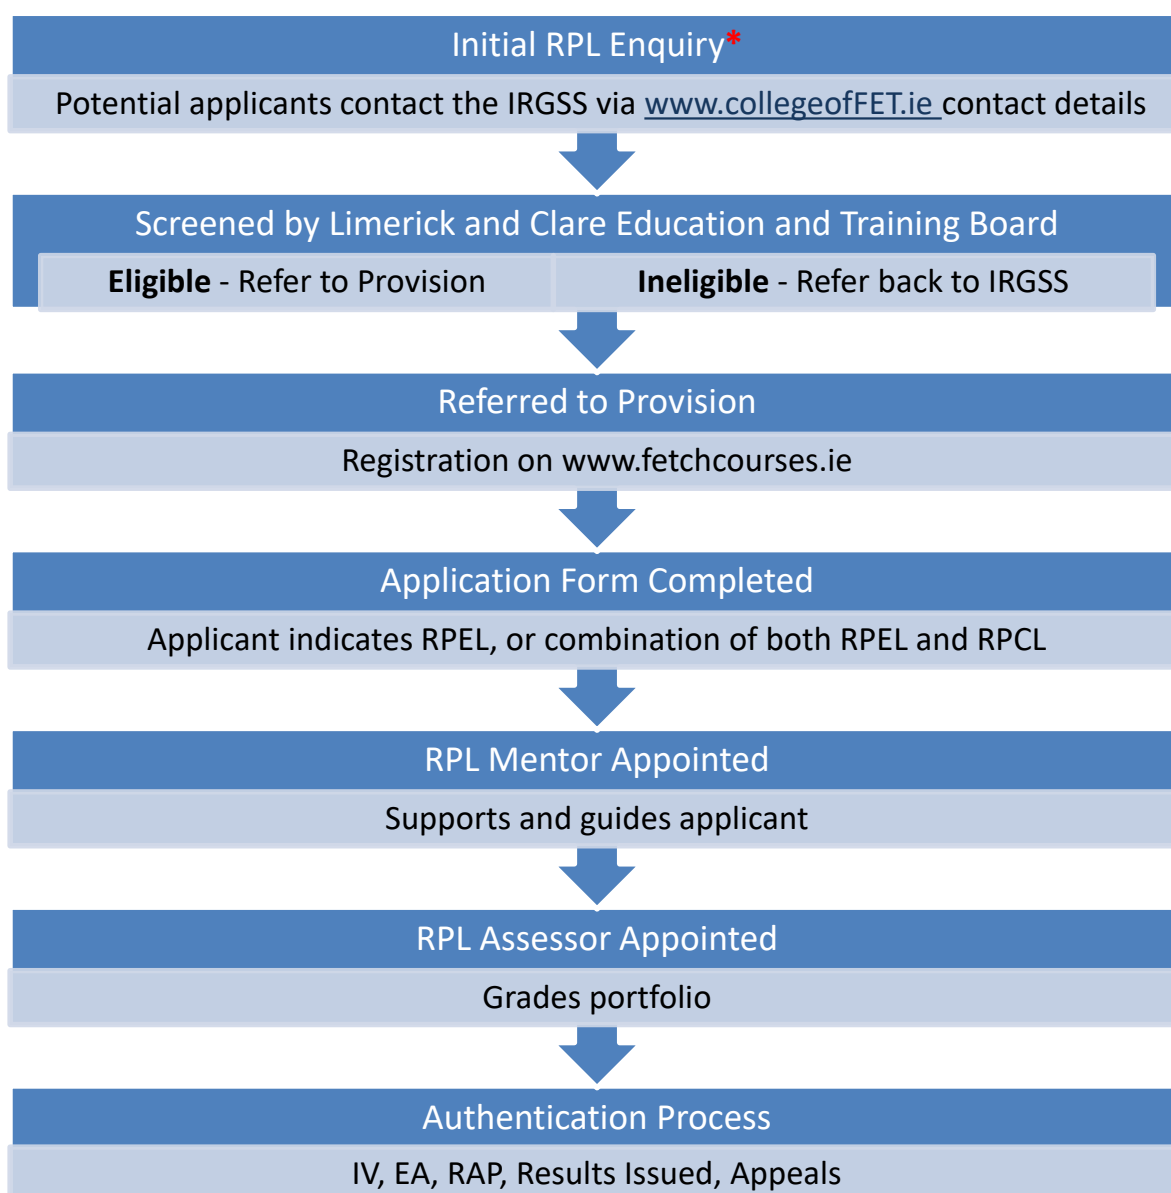 Initial RPL Enquiry*
Potential applicants contact the IRGSS via www.collegeofFET.ie contact details
Screened by Limerick and Clare Education and Training Board
Eligible - Refer to Provision
Ineligible - Refer back to IRGSS
Referred to Provision
Registration on www.fetchcourses.ie
Application Form Completed
Applicant indicates RPEL, or combination of both RPEL and RPCL
RPL Mentor Appointed
Supports and guides applicant
RPL Assessor Appointed
Grades portfolio
Authentication Process
IV, EA, RAP, Results Issued, Appeals